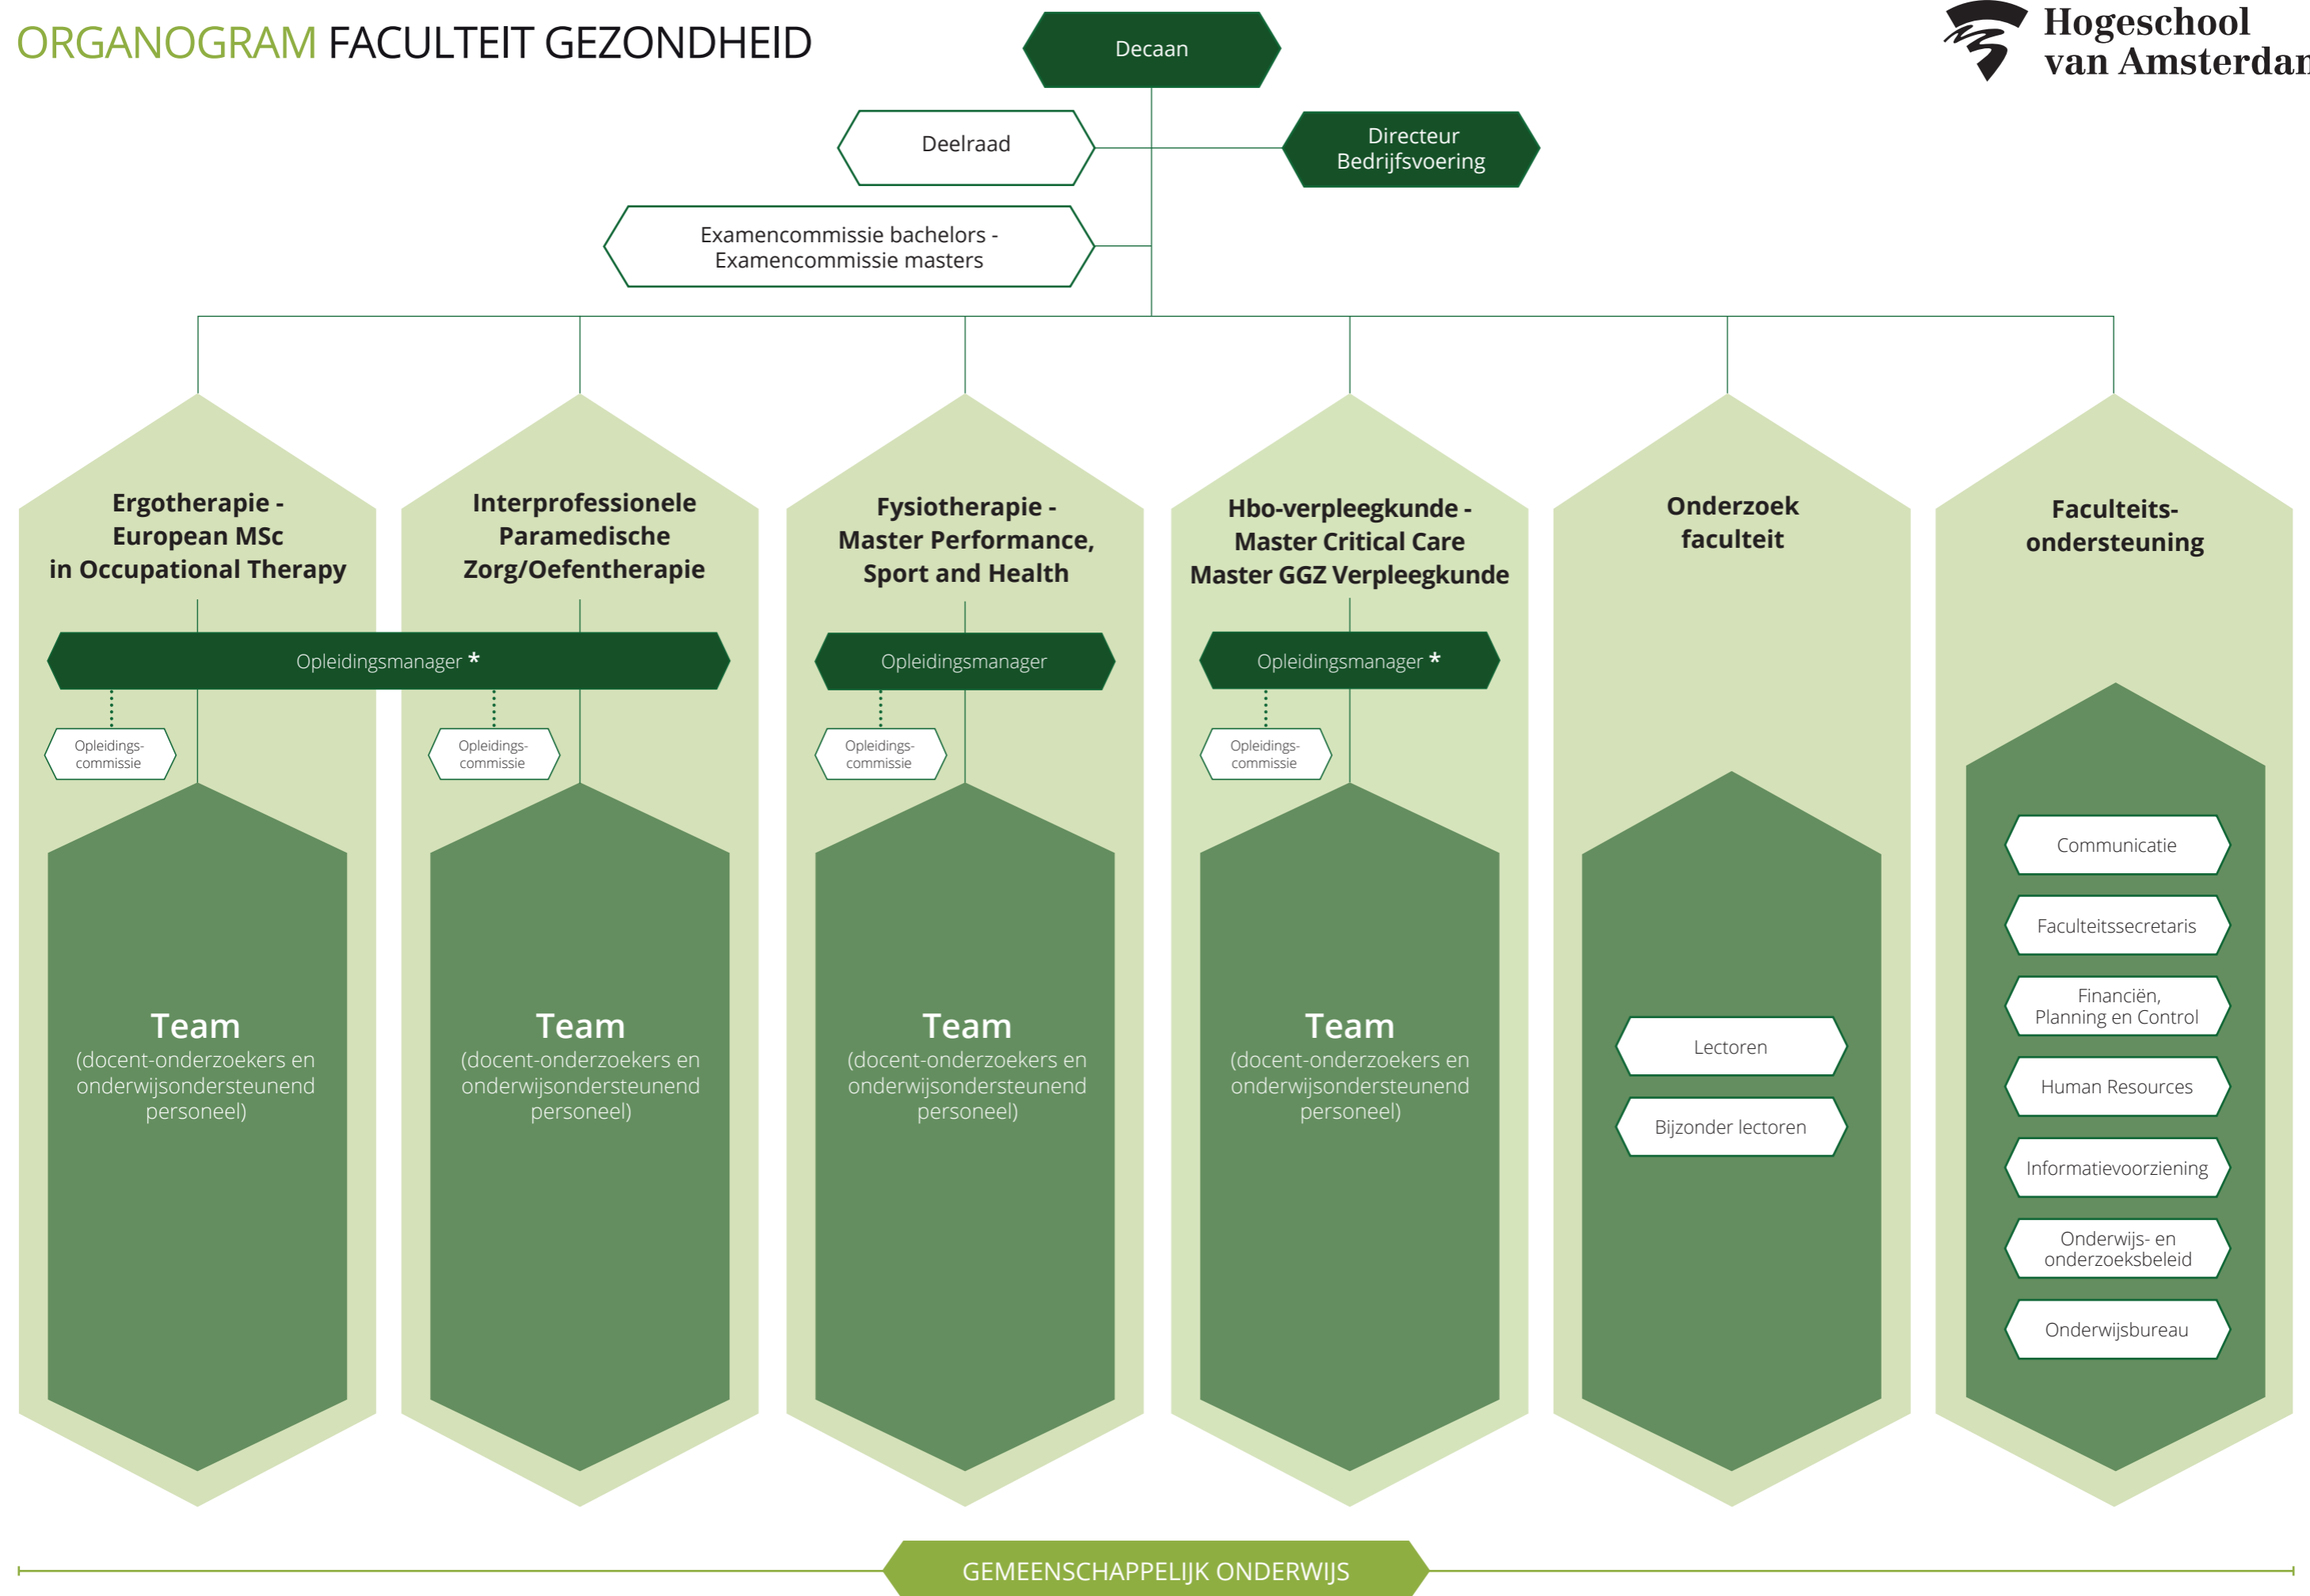 ORGANOGRAM FACULTEIT GEZONDHEID
Decaan
Hogeschool
van Amsterdam
Deelraad
Directeur
Bedrijfsvoering
Examencommissie bachelors -
Examencommissie masters
Ergotherapie -
European MSc
in Occupational Therapy
Interprofessionele
Paramedische
Zorg/Oefentherapie
Fysiotherapie -
Master Performance,
Sport and Health
Hbo-verpleegkunde -
Master Critical Care
Master GGZ Verpleegkunde
Onderzoek
faculteit
Faculteits-
ondersteuning
Opleidingsmanager *
Opleidingsmanager
Opleidingsmanager *
Opleidings-
commissie
Opleidings-
commissie
Opleidings-
commissie
Opleidings-
commissie
Team
(docent-onderzoekers en
onderwijsondersteunend
personeel)
Team
(docent-onderzoekers en
onderwijsondersteunend
personeel)
Team
(docent-onderzoekers en
onderwijsondersteunend
personeel)
Team
(docent-onderzoekers en
onderwijsondersteunend
personeel)
Lectoren
Bijzonder lectoren
Communicatie
Faculteitssecretaris
Financiën,
Planning en Control
Human Resources
Informatievoorziening
Onderwijs- en
onderzoeksbeleid
Onderwijsbureau
GEMEENSCHAPPELIJK ONDERWIJS